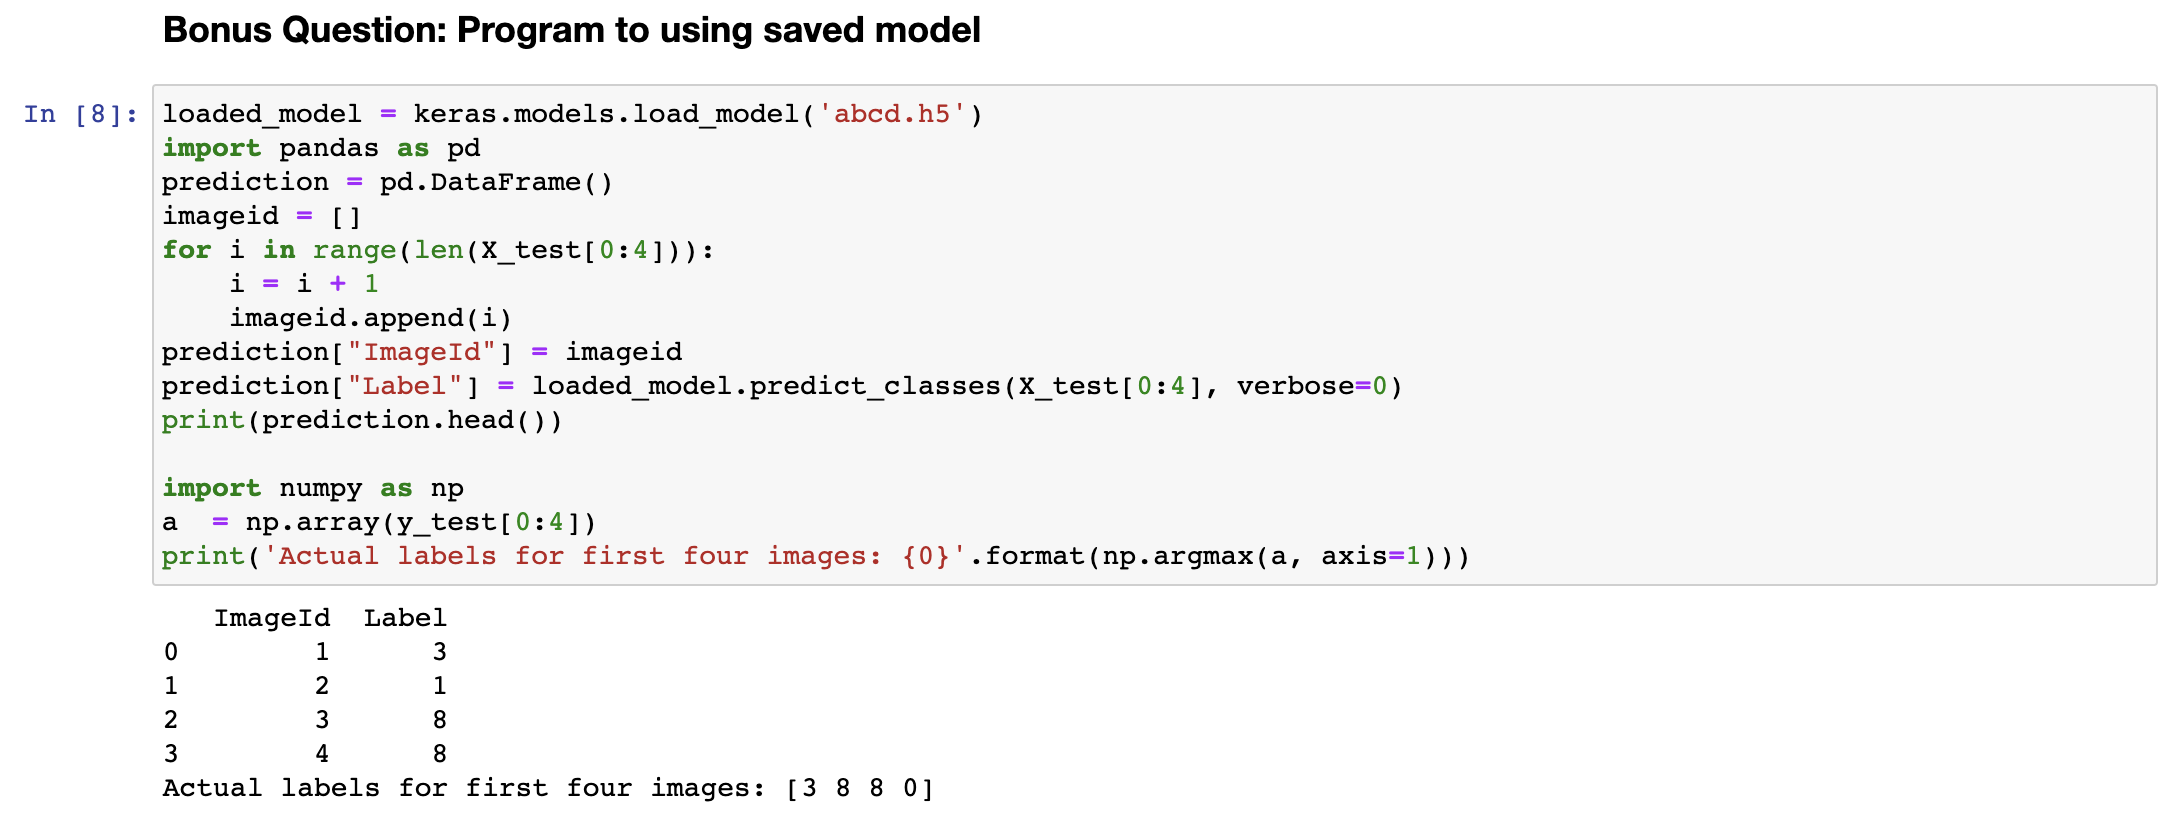 Bonus Question: Program to using saved model
In [8]:
loaded_model = keras.models.load_model('abcd.h5')
import pandas as pd
prediction = pd.DataFrame()
imageid = []
for i in range(len(X_test[0:4])):
    i = i + 1
    imageid.append(i)
prediction["ImageId"] = imageid
prediction["Label"] = loaded_model.predict_classes(X_test[0:4], verbose=0)
print(prediction.head())

import numpy as np
a  = np.array(y_test[0:4])
print('Actual labels for first four images: {0}'.format(np.argmax(a, axis=1)))
   ImageId  Label
0        1      3
1        2      1
2        3      8
3        4      8
Actual labels for first four images: [3 8 8 0]